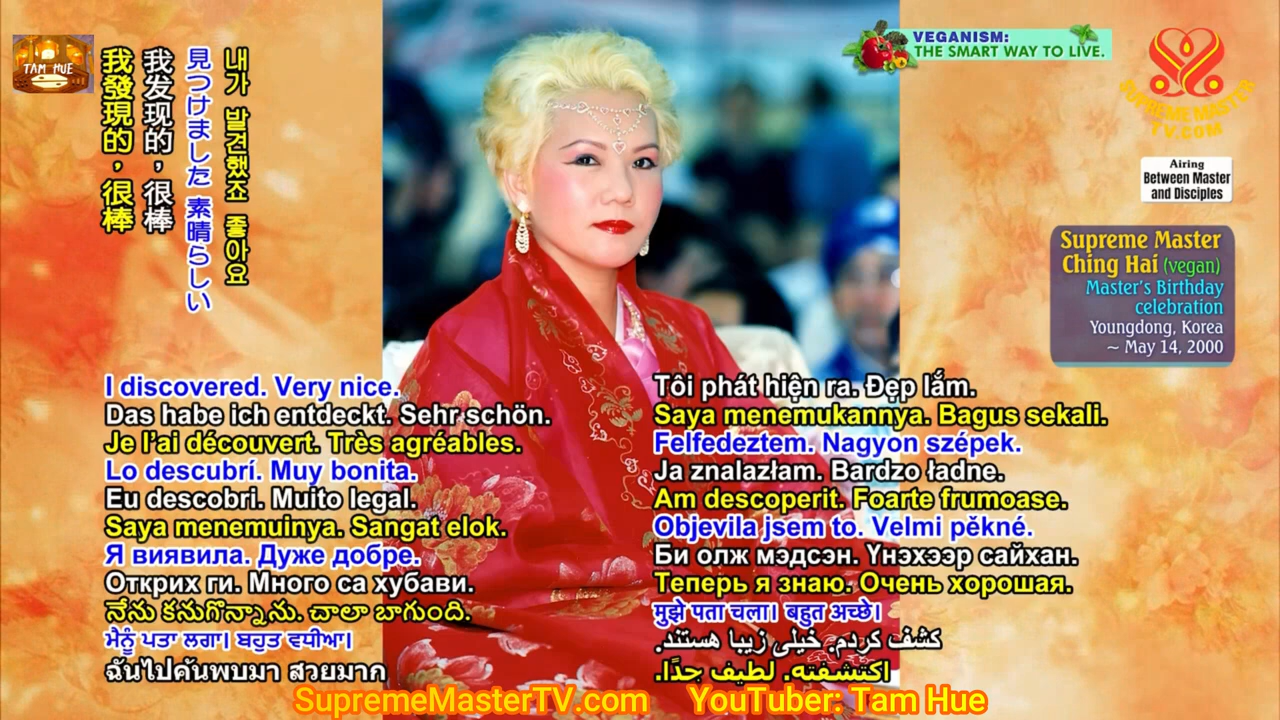 TAM HUE
我發現的，很棒
我发现的，很棒
見つけました 素晴らしい
내가 발견했죠 좋아요
VEGANISM:
THE SMART WAY TO LIVE.
SUPREME MASTER
TV.COM
Airing
Between Master
and Disciples
Supreme Master
Ching Hai (vegan)
Master's Birthday
celebration
Youngdong, Korea
~ May 14, 2000
I discovered. Very nice.
Das habe ich entdeckt. Sehr schön.
Je l'ai découvert. Très agréables.
Lo descubrí. Muy bonita.
Eu descobri. Muito legal.
Saya menemuinya. Sangat elok.
Я виявила. Дуже добре.
Открих ги. Много са хубави.
నేను కనుగొన్నాను. చాలా బాగుంది.
ਮੈਨੂੰ ਪਤਾ ਲਗਾ। ਬਹੁਤ ਵਧੀਆ।
ฉันไปค้นพบมา สวยมาก
Tôi phát hiện ra. Đẹp lắm.
Saya menemukannya. Bagus sekali.
Felfedeztem. Nagyon szépek.
Ja znalazłam. Bardzo ładne.
Am descoperit. Foarte frumoase.
Objevila jsem to. Velmi pěkné.
Би олж мэдсэн. Үнэхээр сайхан.
Теперь я знаю. Очень хорошая.
मुझे पता चला। बहुत अच्छे।
کشف کردم. خیلی زیبا هستند.
اكتشفته. لطيف جدًا.
SupremeMasterTV.com YouTuber: Tam Hue